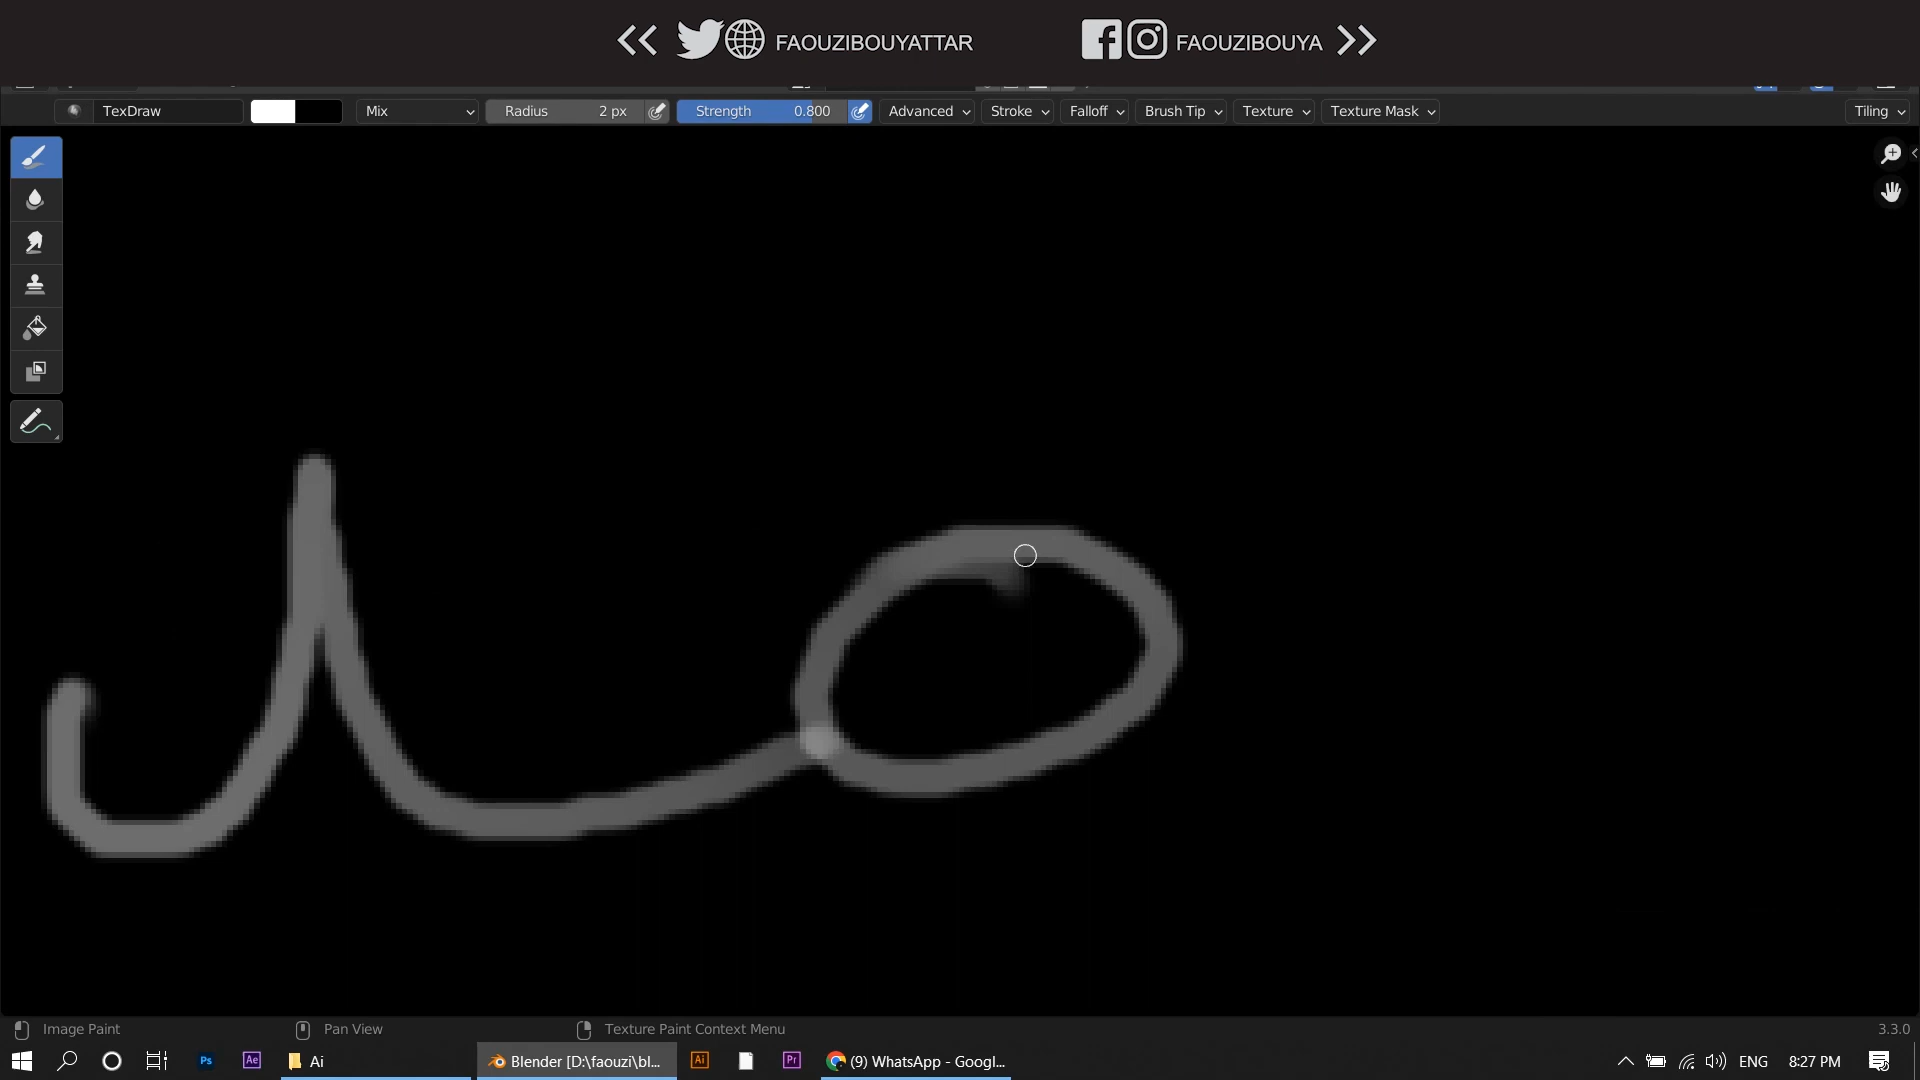 FAOUZIBOUYATTAR FAOUZIBOUYA
TexDraw Mix Radius 2 px Strength 0.800 Advanced Stroke Falloff Brush Tip Texture Texture Mask Tiling
Image Paint Pan View Texture Paint Context Menu 3.3.0
Ps Ae Ai Blender [D:\faouzi\bl... Ai Pr (9) WhatsApp - Googl... ENG 8:27 PM